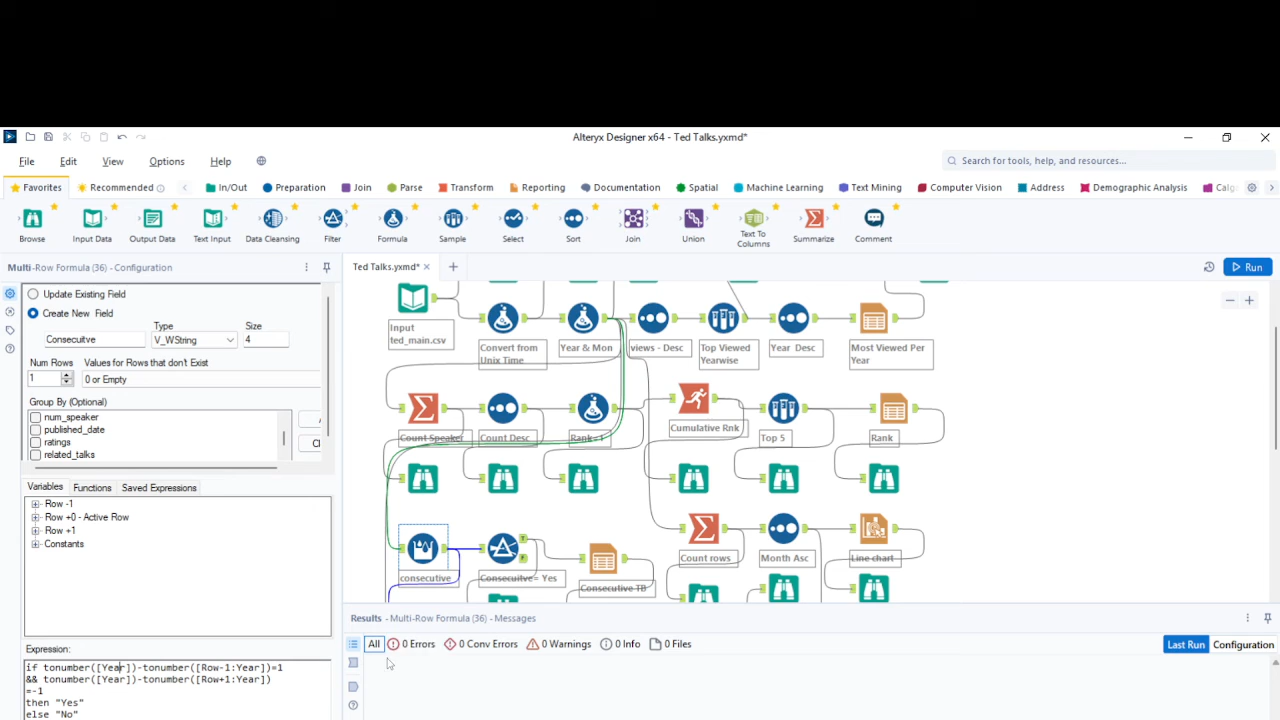 Alteryx Designer x64 - Ted Talks.yxmd*
File Edit View Options Help
Search for tools, help, and resources...
Favorites Recommended In/Out Preparation Join Parse Transform Reporting Documentation Spatial Machine Learning Text Mining Computer Vision Address Demographic Analysis Calg
Browse Input Data Output Data Text Input Data Cleansing Filter Formula Sample Select Sort Join Union Text To Columns Summarize Comment
Multi-Row Formula (36) - Configuration
Ted Talks.yxmd*
Run
Update Existing Field
Create New Field
Type Size
Consecuitve V_WString 4
Num Rows Values for Rows that don't Exist
1 0 or Empty
Group By (Optional)
num_speaker
published_date
ratings
related_talks
Variables Functions Saved Expressions
Row -1
Row +0 - Active Row
Row +1
Constants
Expression:
if tonumber([Year])-tonumber([Row-1:Year])=1
&& tonumber([Year])-tonumber([Row+1:Year])
=-1
then "Yes"
else "No"
Input
ted_main.csv
Convert from
Unix Time
Year & Mon
views - Desc
Top Viewed
Yearwise
Year Desc
Most Viewed Per
Year
Count Speaker
Count Desc
Rank=1
Cumulative Rnk
Top 5
Rank
consecutive
Consecuitve= Yes
Consecutive TB
Count rows
Month Asc
Line chart
Results - Multi-Row Formula (36) - Messages
All 0 Errors 0 Conv Errors 0 Warnings 0 Info 0 Files
Last Run Configuration